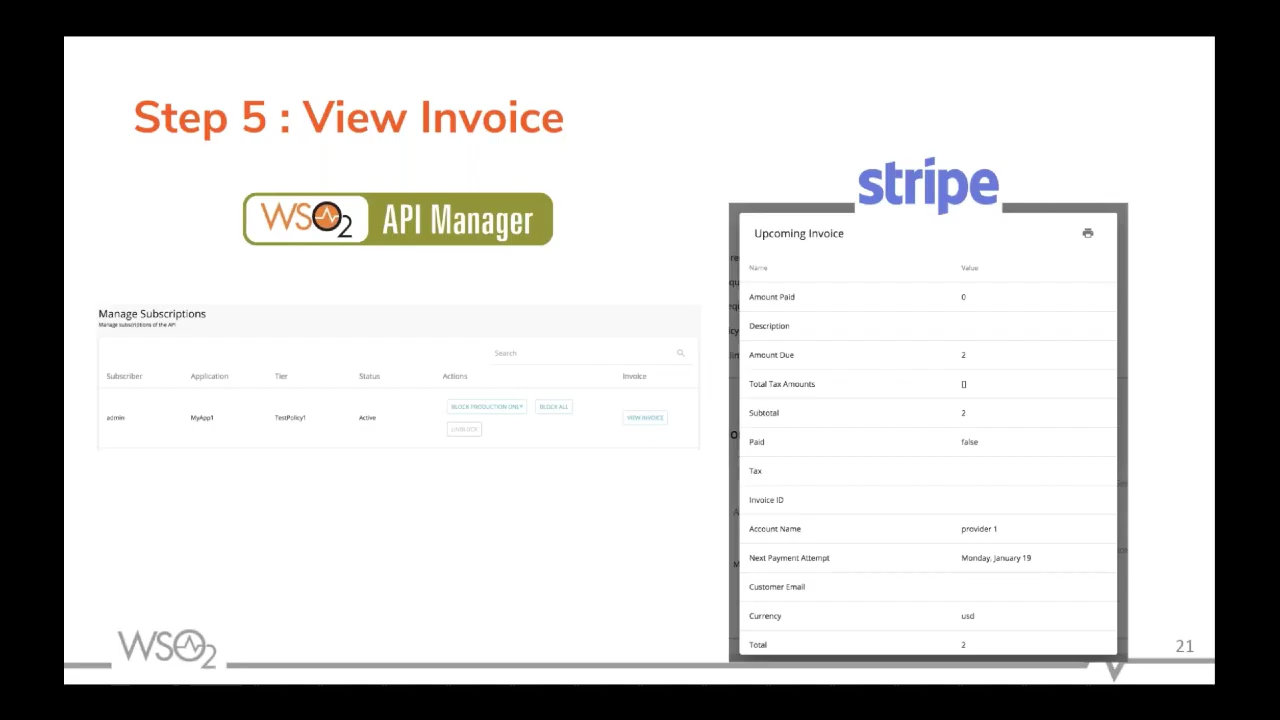 Step 5 : View Invoice
WSO2 API Manager
Manage Subscriptions
Manage subscriptions of the API
Search
Subscriber Application Tier Status Actions Invoice
admin MyApp1 TestPolicy1 Active
BLOCK PRODUCTION ONLY BLOCK ALL
VIEW INVOICE
UNBLOCK
stripe
Upcoming Invoice
Name Value
Amount Paid 0
Description
Amount Due 2
Total Tax Amounts []
Subtotal 2
Paid false
Tax
Invoice ID
Account Name provider 1
Next Payment Attempt Monday, January 19
Customer Email
Currency usd
Total 2
WSO2
21